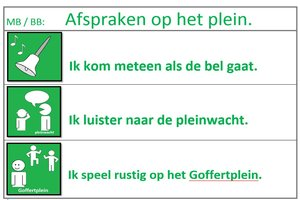 MB / BB: Afspraken op het plein.
Ik kom meteen als de bel gaat.
pleinwacht
Ik luister naar de pleinwacht.
Goffertplein
Ik speel rustig op het Goffertplein.